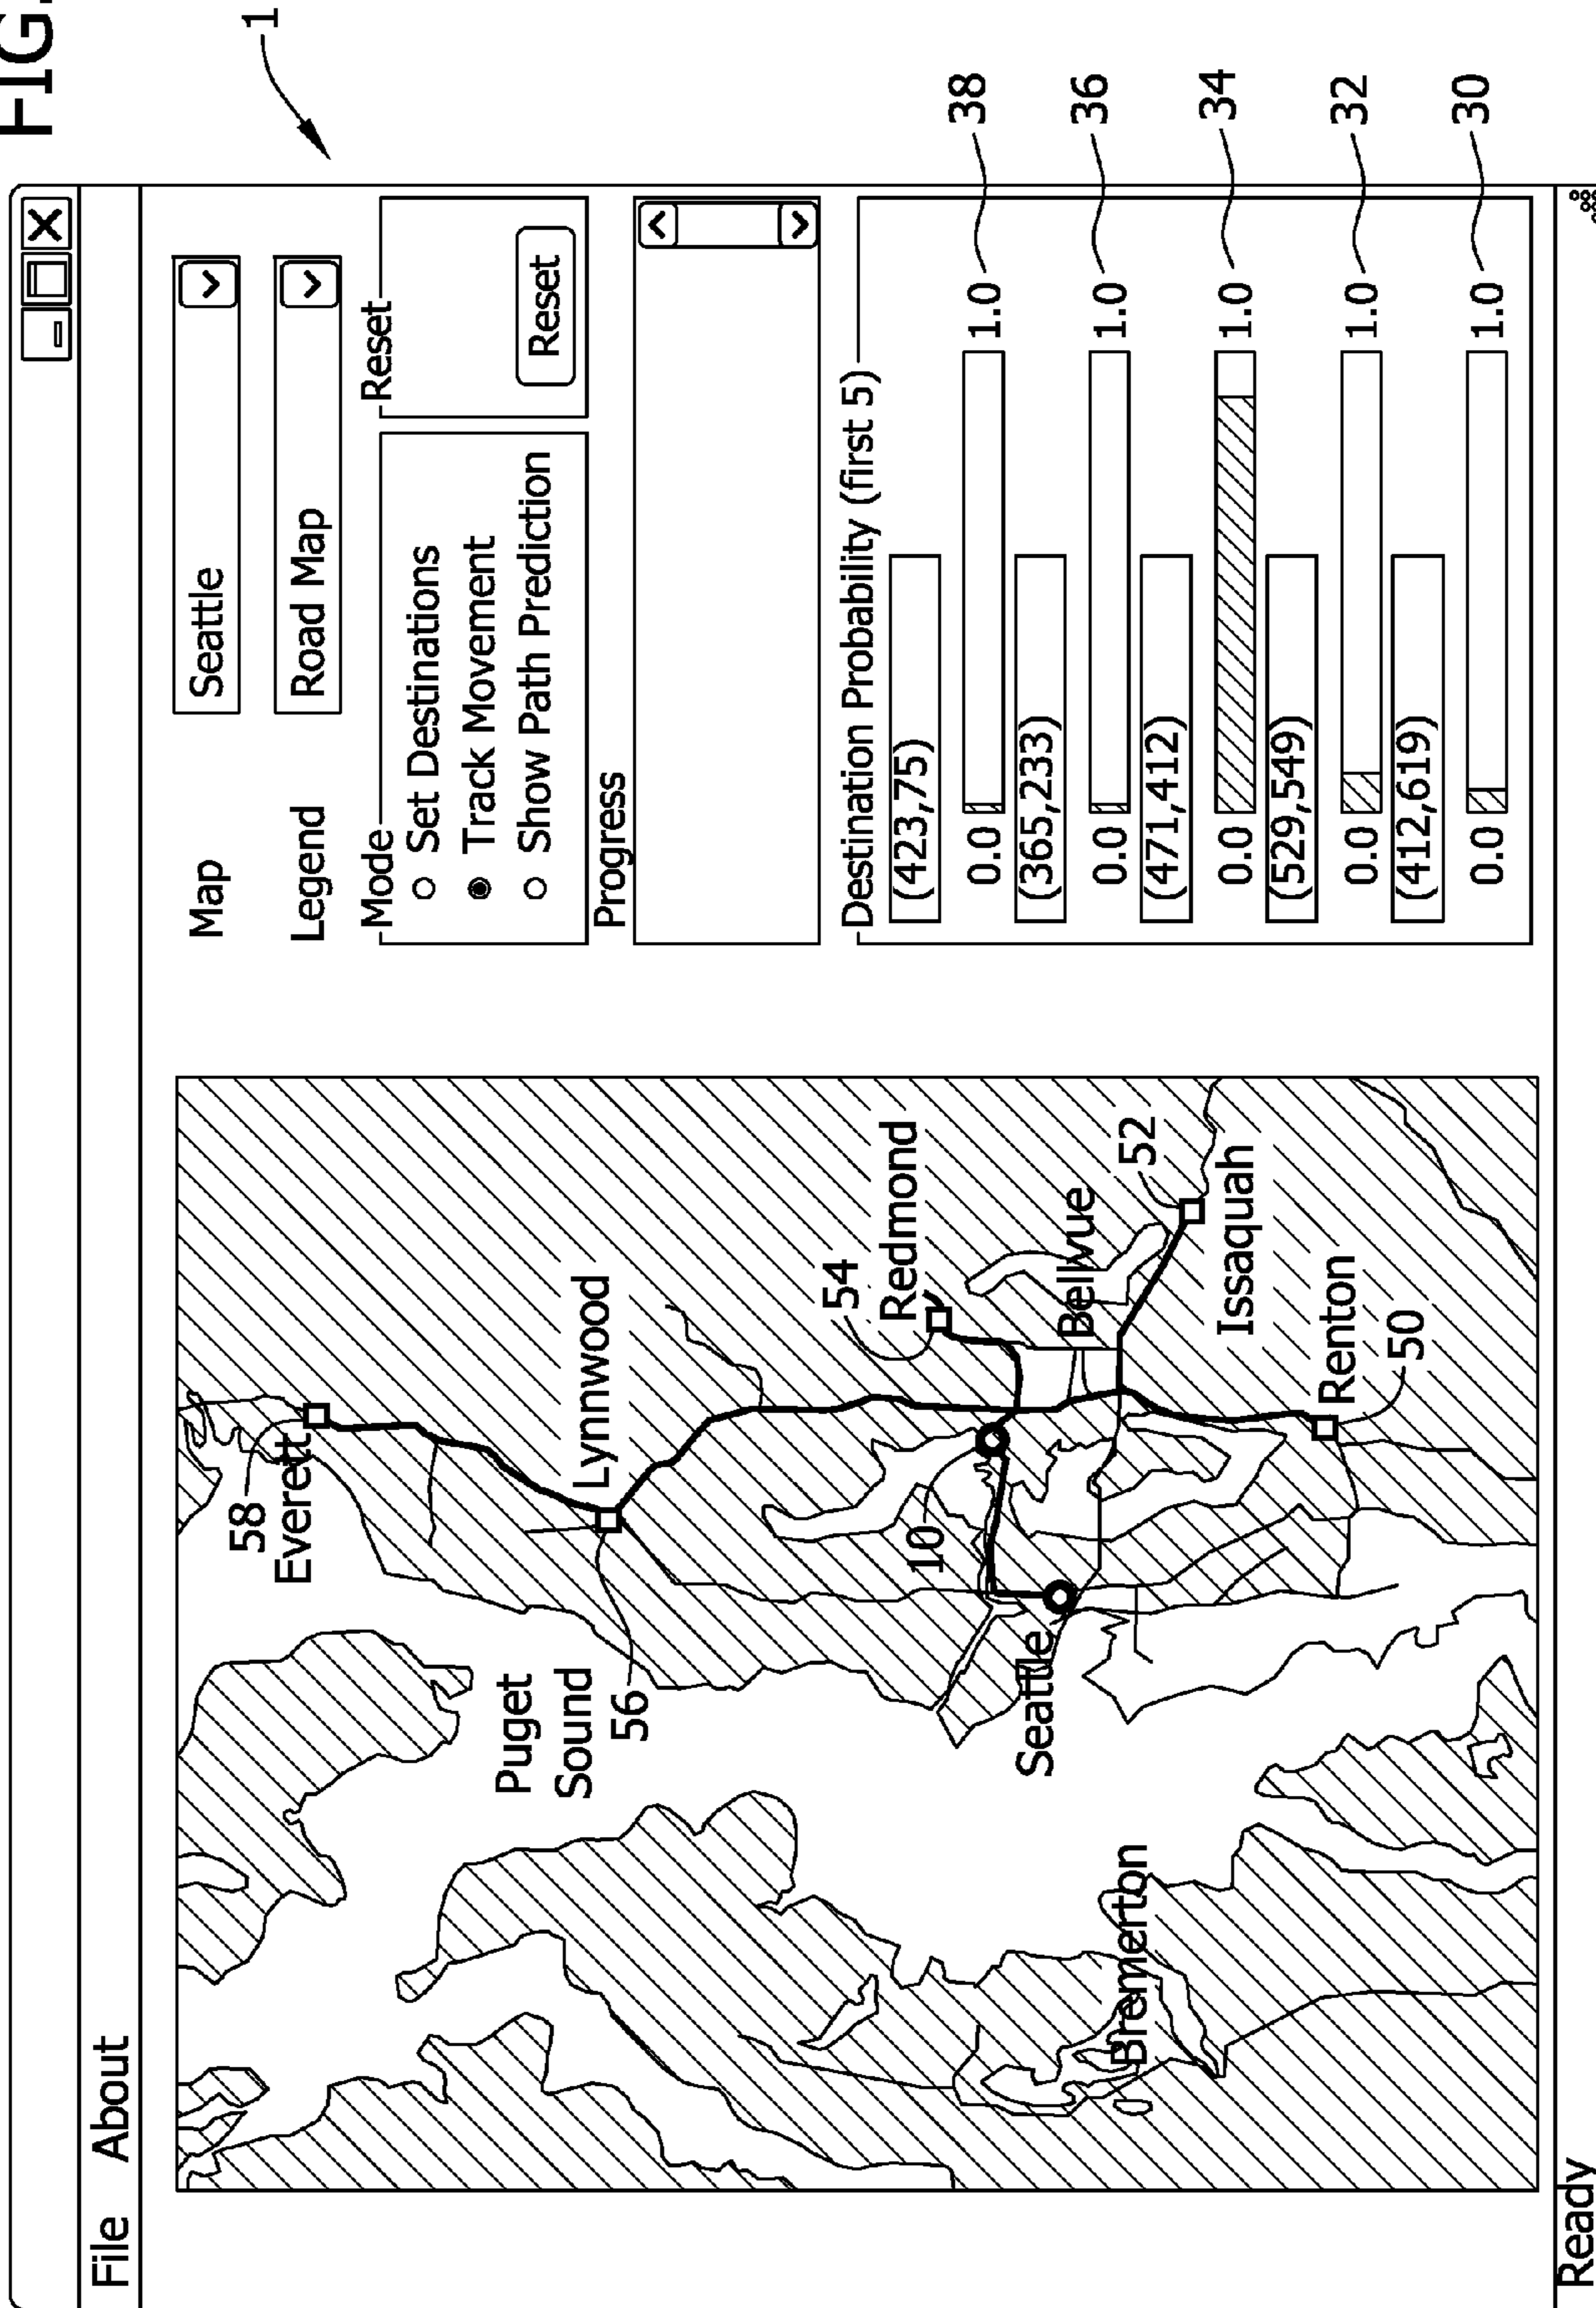 FIG.
1
File About
Map
Seattle
Legend
Road Map
Mode
Set Destinations
Track Movement
Show Path Prediction
Reset
Reset
Progress
Destination Probability (first 5)
(423,75)
0.0 1.0 38
(365,233)
0.0 1.0 36
(471,412)
0.0 1.0 34
(529,549)
0.0 1.0 32
(412,619)
0.0 1.0 30
58
Everett
Lynnwood
Puget
Sound
56
54
Redmond
10
Seattle
Bellvue
52
Issaquah
Bremerton
Renton
50
Ready